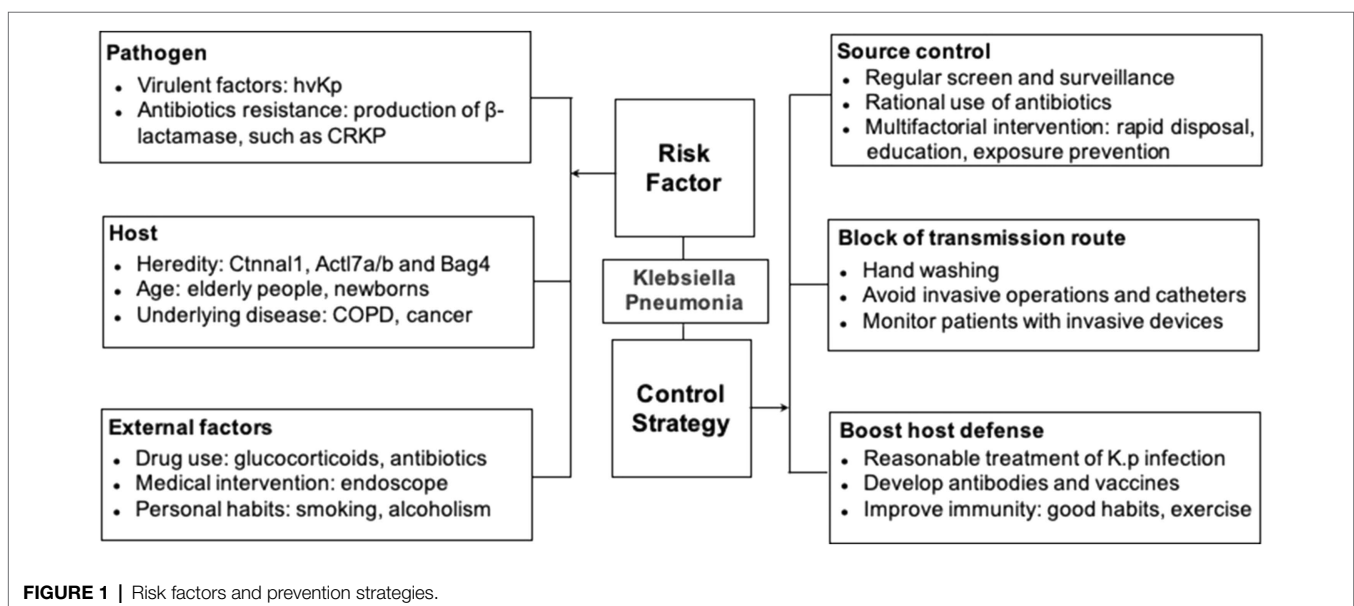 Pathogen
• Virulent factors: hvKp
• Antibiotics resistance: production of β-
lactamase, such as CRKP
Host
• Heredity: Ctnnal1, Actl7a/b and Bag4
• Age: elderly people, newborns
• Underlying disease: COPD, cancer
External factors
• Drug use: glucocorticoids, antibiotics
• Medical intervention: endoscope
• Personal habits: smoking, alcoholism
Risk
Factor
Klebsiella
Pneumonia
Control
Strategy
Source control
• Regular screen and surveillance
• Rational use of antibiotics
• Multifactorial intervention: rapid disposal,
education, exposure prevention
Block of transmission route
• Hand washing
• Avoid invasive operations and catheters
• Monitor patients with invasive devices
Boost host defense
• Reasonable treatment of K.p infection
• Develop antibodies and vaccines
• Improve immunity: good habits, exercise
FIGURE 1 | Risk factors and prevention strategies.